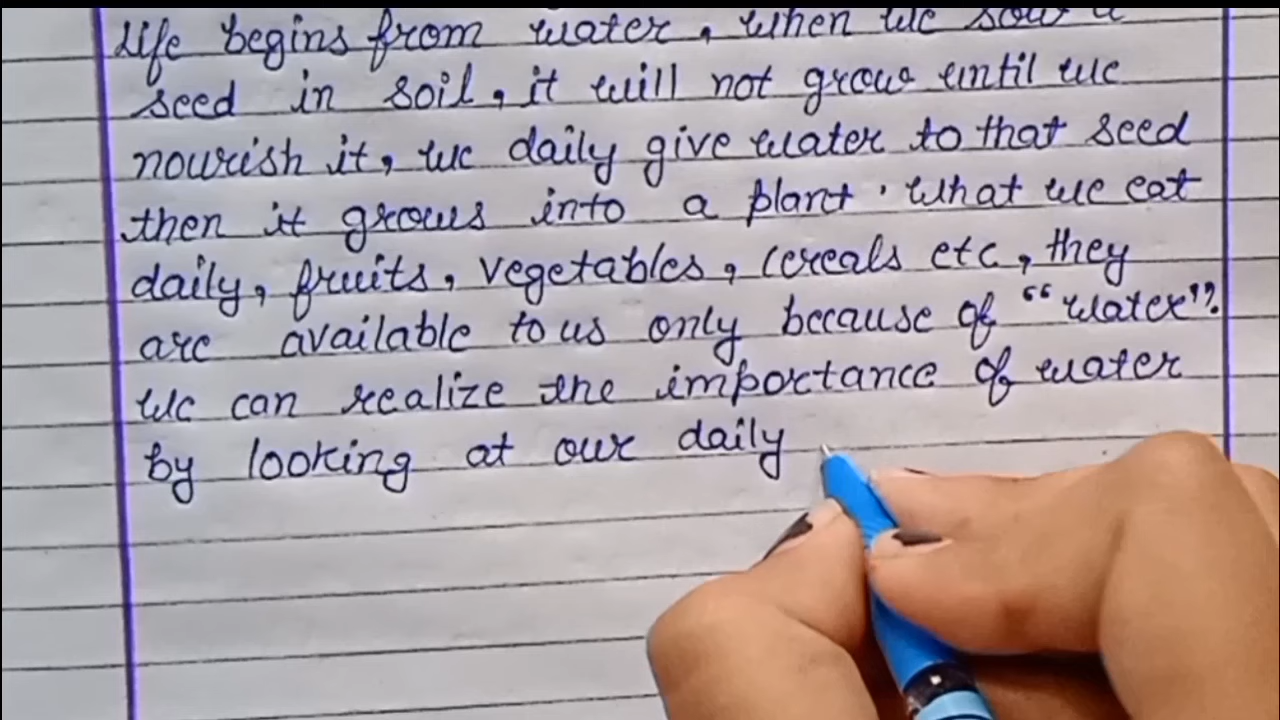 life begins from water, when we sow a
seed in soil, it will not grow until we
nourish it, we daily give water to that seed
then it grows into a plant. What we eat
daily, fruits, vegetables, cereals etc, they
are available to us only because of "water".
We can realize the importance of water
by looking at our daily